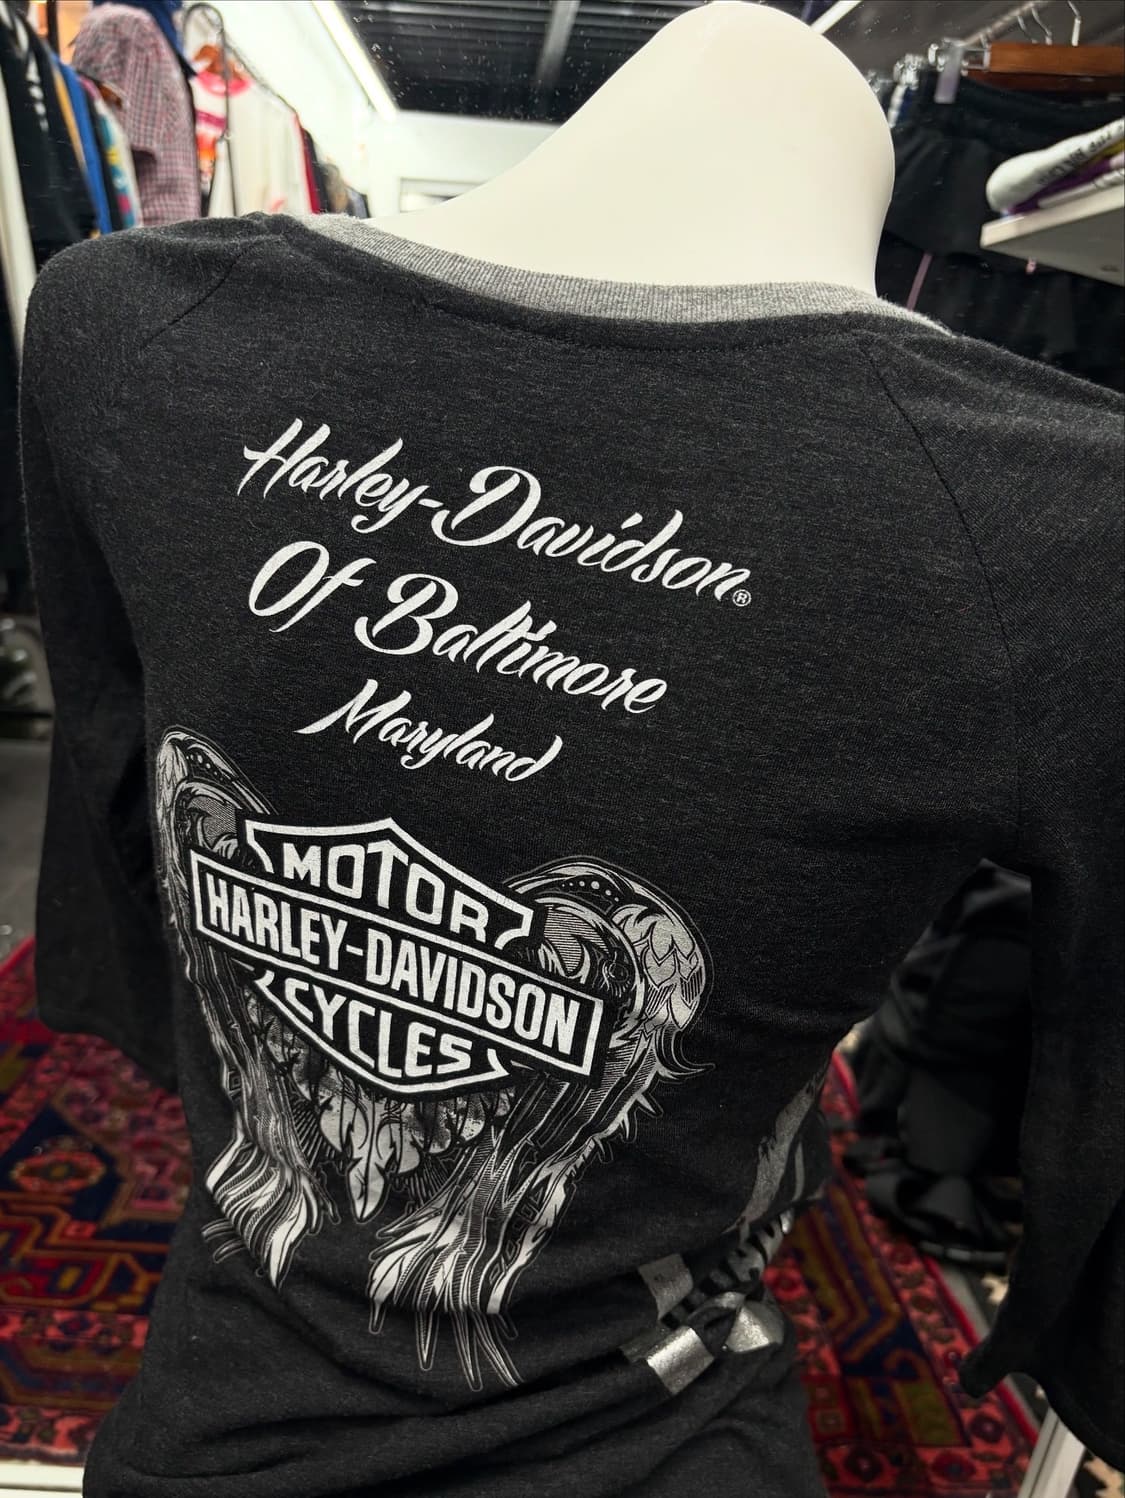 Harley-Davidson®
Of Baltimore
Maryland
MOTOR
HARLEY-DAVIDSON
CYCLES